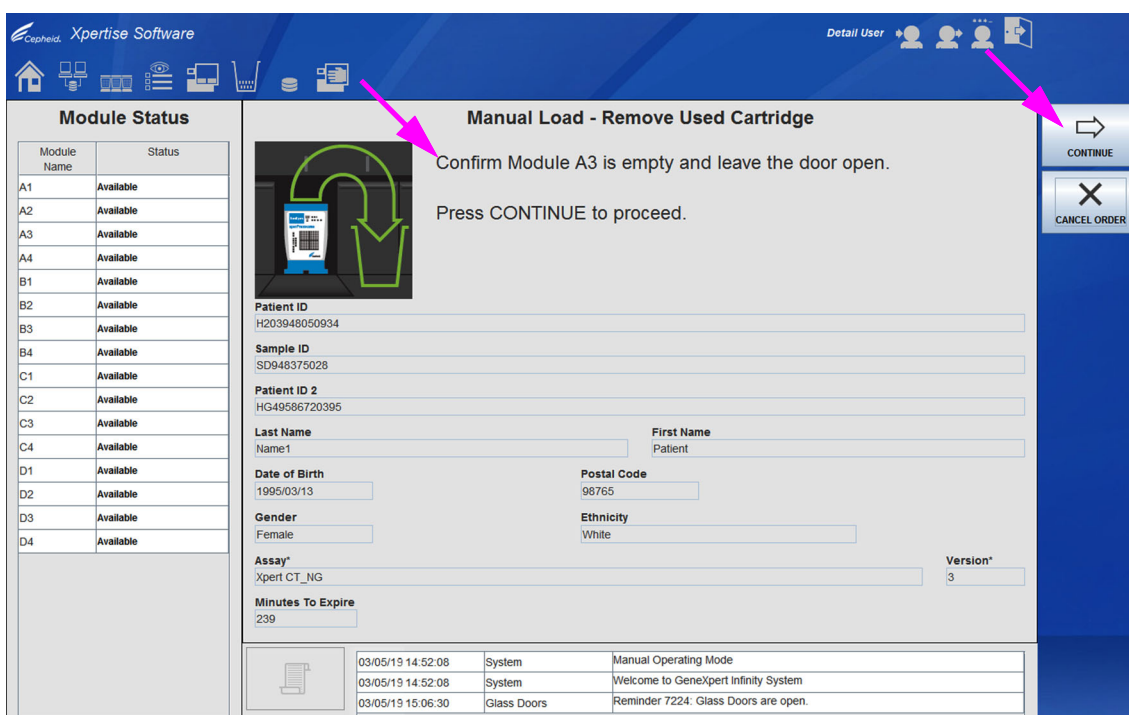 Cepheid. Xpertise Software
Detail User
Module Status
Module Name Status
A1 Available
A2 Available
A3 Available
A4 Available
B1 Available
B2 Available
B3 Available
B4 Available
C1 Available
C2 Available
C3 Available
C4 Available
D1 Available
D2 Available
D3 Available
D4 Available
Manual Load - Remove Used Cartridge
Confirm Module A3 is empty and leave the door open.
Press CONTINUE to proceed.
Patient ID
H203948050934
Sample ID
SD948375028
Patient ID 2
HG49586720395
Last Name First Name
Name1 Patient
Date of Birth Postal Code
1995/03/13 98765
Gender Ethnicity
Female White
Assay* Version*
Xpert CT_NG 3
Minutes To Expire
239
03/05/19 14:52:08 System Manual Operating Mode
03/05/19 14:52:08 System Welcome to GeneXpert Infinity System
03/05/19 15:06:30 Glass Doors Reminder 7224: Glass Doors are open.
CONTINUE
CANCEL ORDER